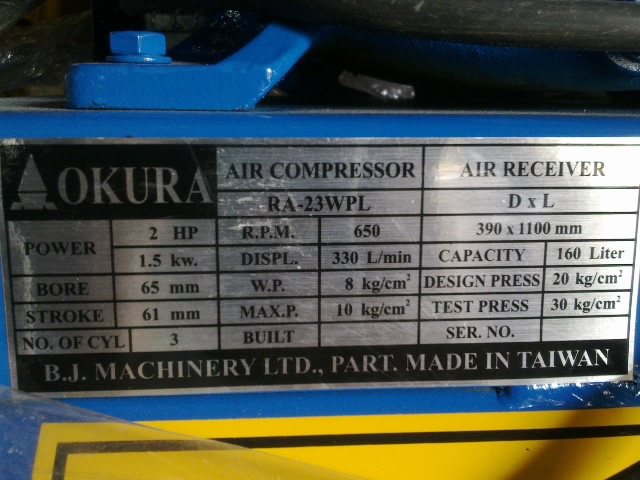 OKURA AIR COMPRESSOR AIR RECEIVER
RA-23WPL D x L
POWER 2 HP R.P.M. 650 390 x 1100 mm
1.5 kw. DISPL. 330 L/min CAPACITY 160 Liter
BORE 65 mm W.P. 8 kg/cm² DESIGN PRESS 20 kg/cm²
STROKE 61 mm MAX.P. 10 kg/cm² TEST PRESS 30 kg/cm²
NO. OF CYL 3 BUILT SER. NO.
B.J. MACHINERY LTD., PART. MADE IN TAIWAN